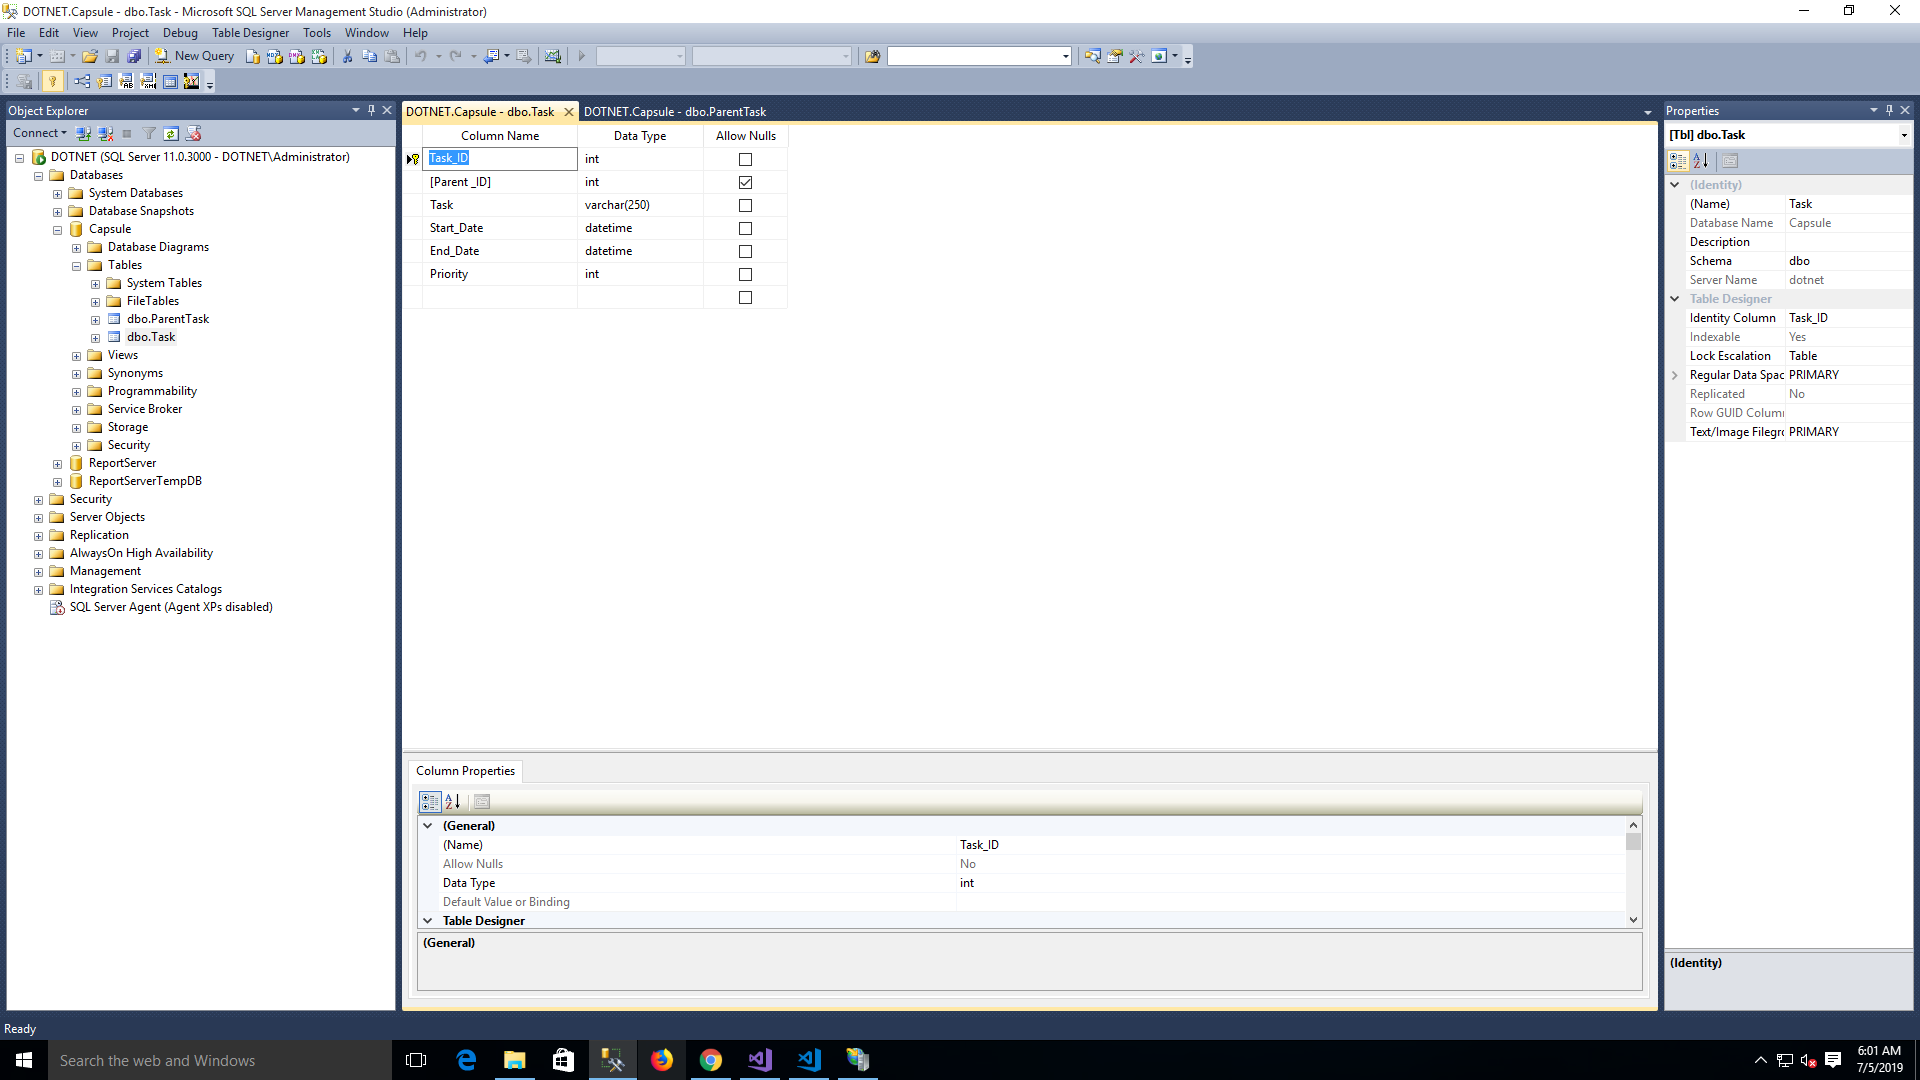 DOTNET.Capsule - dbo.Task - Microsoft SQL Server Management Studio (Administrator)
File Edit View Project Debug Table Designer Tools Window Help
New Query
Object Explorer
Connect
DOTNET (SQL Server 11.0.3000 - DOTNET\Administrator)
Databases
System Databases
Database Snapshots
Capsule
Database Diagrams
Tables
System Tables
FileTables
dbo.ParentTask
dbo.Task
Views
Synonyms
Programmability
Service Broker
Storage
Security
ReportServer
ReportServerTempDB
Security
Server Objects
Replication
AlwaysOn High Availability
Management
Integration Services Catalogs
SQL Server Agent (Agent XPs disabled)
DOTNET.Capsule - dbo.Task DOTNET.Capsule - dbo.ParentTask
Column Name Data Type Allow Nulls
Task_ID int
[Parent _ID] int
Task varchar(250)
Start_Date datetime
End_Date datetime
Priority int
Column Properties
(General)
(Name) Task_ID
Allow Nulls No
Data Type int
Default Value or Binding
Table Designer
(General)
Properties
[Tbl] dbo.Task
(Identity)
(Name) Task
Database Name Capsule
Description
Schema dbo
Server Name dotnet
Table Designer
Identity Column Task_ID
Indexable Yes
Lock Escalation Table
Regular Data Spac PRIMARY
Replicated No
Row GUID Colum
Text/Image Filegr PRIMARY
(Identity)
Ready
Search the web and Windows
6:01 AM
7/5/2019